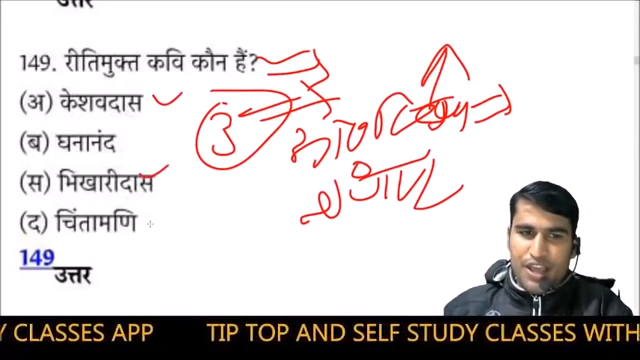 उत्तर
149. रीतिमुक्त कवि कौन हैं?
(अ) केशवदास
(ब) घनानंद
(स) भिखारीदास
(द) चिंतामणि
149
उत्तर
3
Y CLASSES APP TIP TOP AND SELF STUDY CLASSES WITH